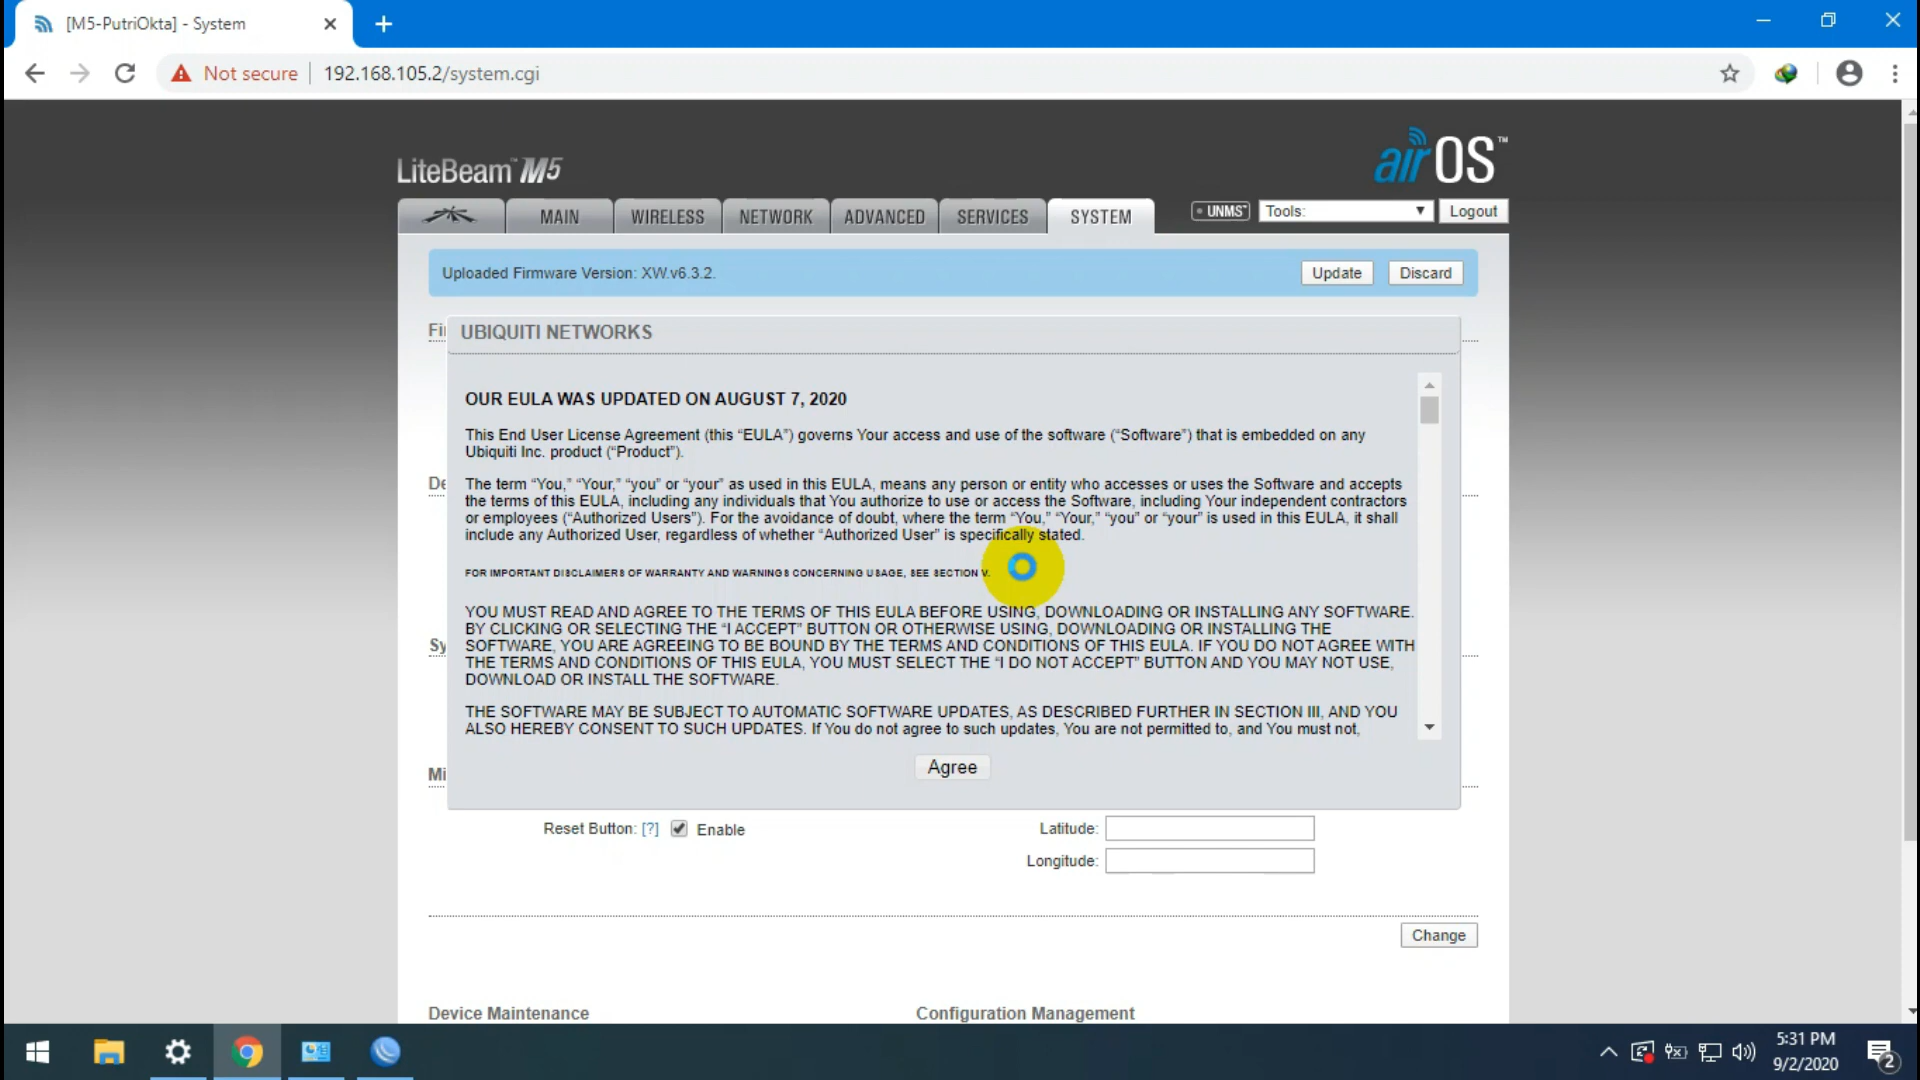 [M5-PutriOkta] - System
Not secure
192.168.105.2/system.cgi
LiteBeam™ M5
airOS™
MAIN
WIRELESS
NETWORK
ADVANCED
SERVICES
SYSTEM
UNMS™
Tools:
Logout
Uploaded Firmware Version: XW.v6.3.2.
Update
Discard
Fi
UBIQUITI NETWORKS
OUR EULA WAS UPDATED ON AUGUST 7, 2020
This End User License Agreement (this “EULA”) governs Your access and use of the software (“Software”) that is embedded on any
Ubiquiti Inc. product (“Product”).
De
The term “You,” “Your,” “you” or “your” as used in this EULA, means any person or entity who accesses or uses the Software and accepts
the terms of this EULA, including any individuals that You authorize to use or access the Software, including Your independent contractors
or employees (“Authorized Users”). For the avoidance of doubt, where the term “You,” “Your,” “you” or “your” is used in this EULA, it shall
include any Authorized User, regardless of whether “Authorized User” is specifically stated.
FOR IMPORTANT DISCLAIMERS OF WARRANTY AND WARNINGS CONCERNING USAGE, SEE SECTION V.
YOU MUST READ AND AGREE TO THE TERMS OF THIS EULA BEFORE USING, DOWNLOADING OR INSTALLING ANY SOFTWARE.
BY CLICKING OR SELECTING THE “I ACCEPT” BUTTON OR OTHERWISE USING, DOWNLOADING OR INSTALLING THE
Sy
SOFTWARE, YOU ARE AGREEING TO BE BOUND BY THE TERMS AND CONDITIONS OF THIS EULA. IF YOU DO NOT AGREE WITH
THE TERMS AND CONDITIONS OF THIS EULA, YOU MUST SELECT THE “I DO NOT ACCEPT” BUTTON AND YOU MAY NOT USE,
DOWNLOAD OR INSTALL THE SOFTWARE.
THE SOFTWARE MAY BE SUBJECT TO AUTOMATIC SOFTWARE UPDATES, AS DESCRIBED FURTHER IN SECTION III, AND YOU
ALSO HEREBY CONSENT TO SUCH UPDATES. If You do not agree to such updates, You are not permitted to, and You must not,
Agree
Mi
Reset Button: [?] Enable
Latitude:
Longitude:
Change
Device Maintenance
Configuration Management
5:31 PM
9/2/2020
2